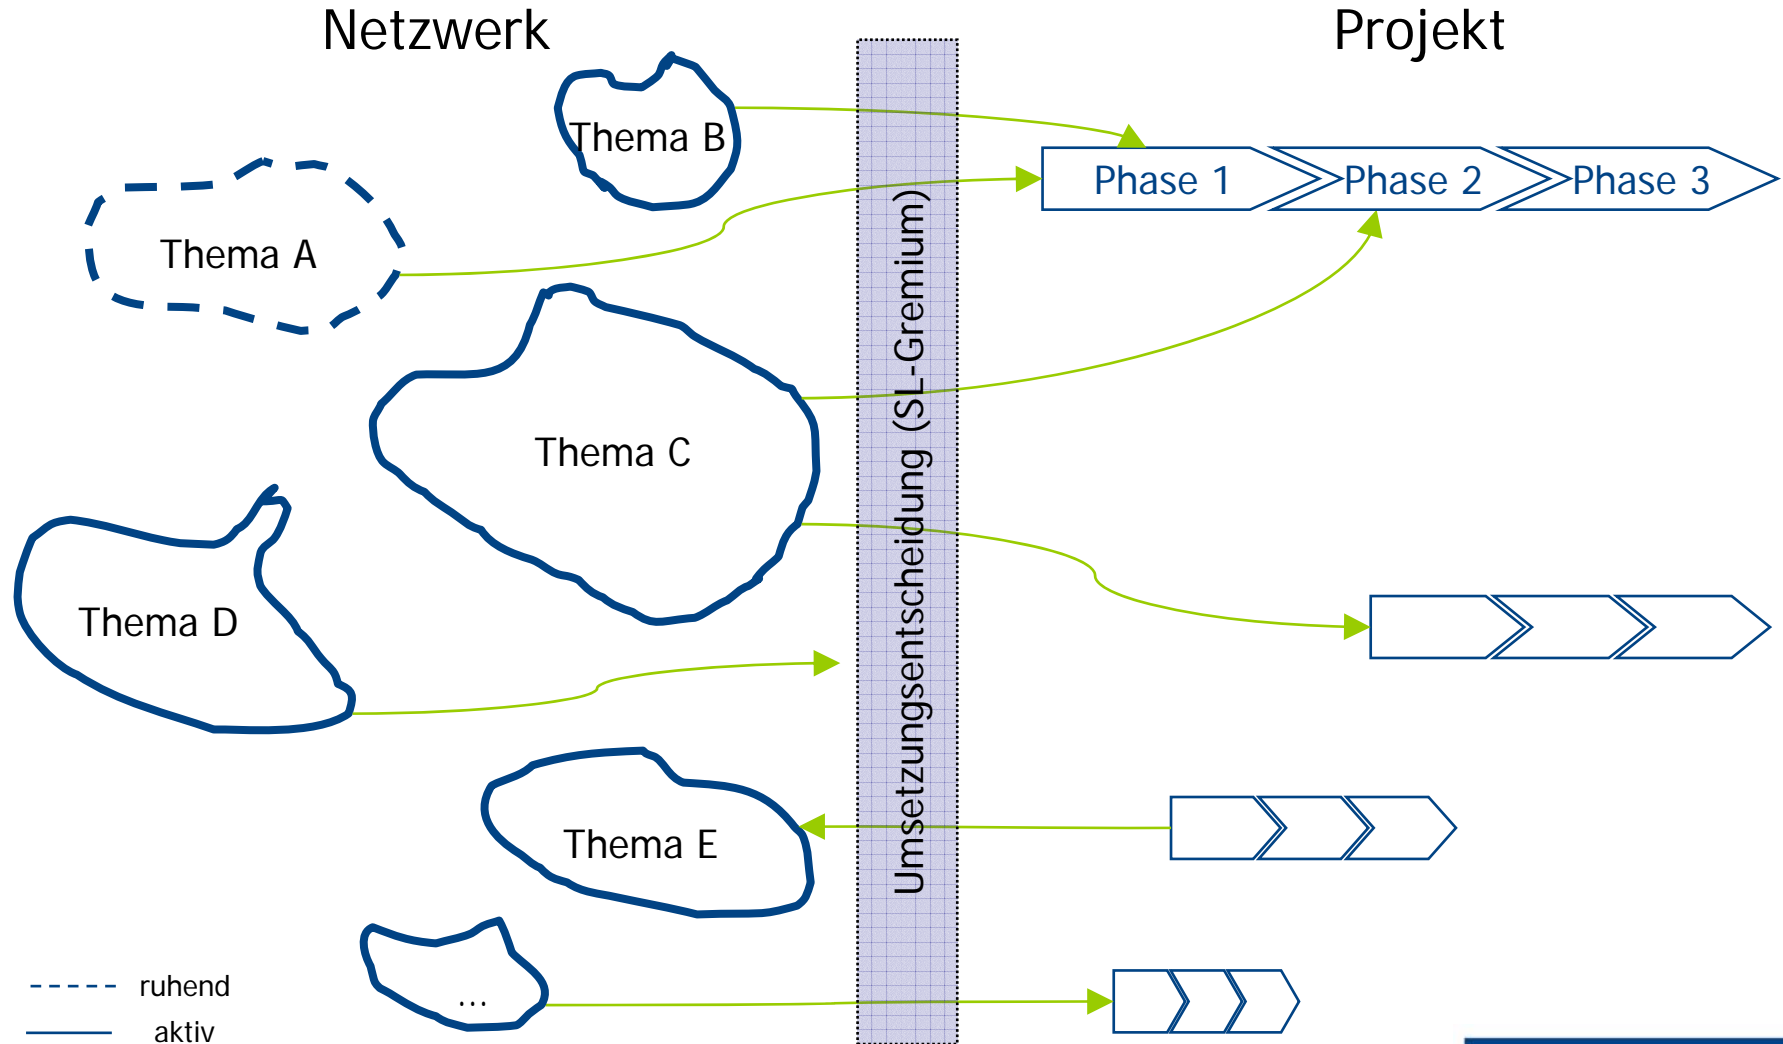 Netzwerk
Projekt
Thema B
Phase 1
Phase 2
Phase 3
Thema A
Umsetzungsentscheidung (SL-Gremium)
Thema C
Thema D
Thema E
...
ruhend
aktiv